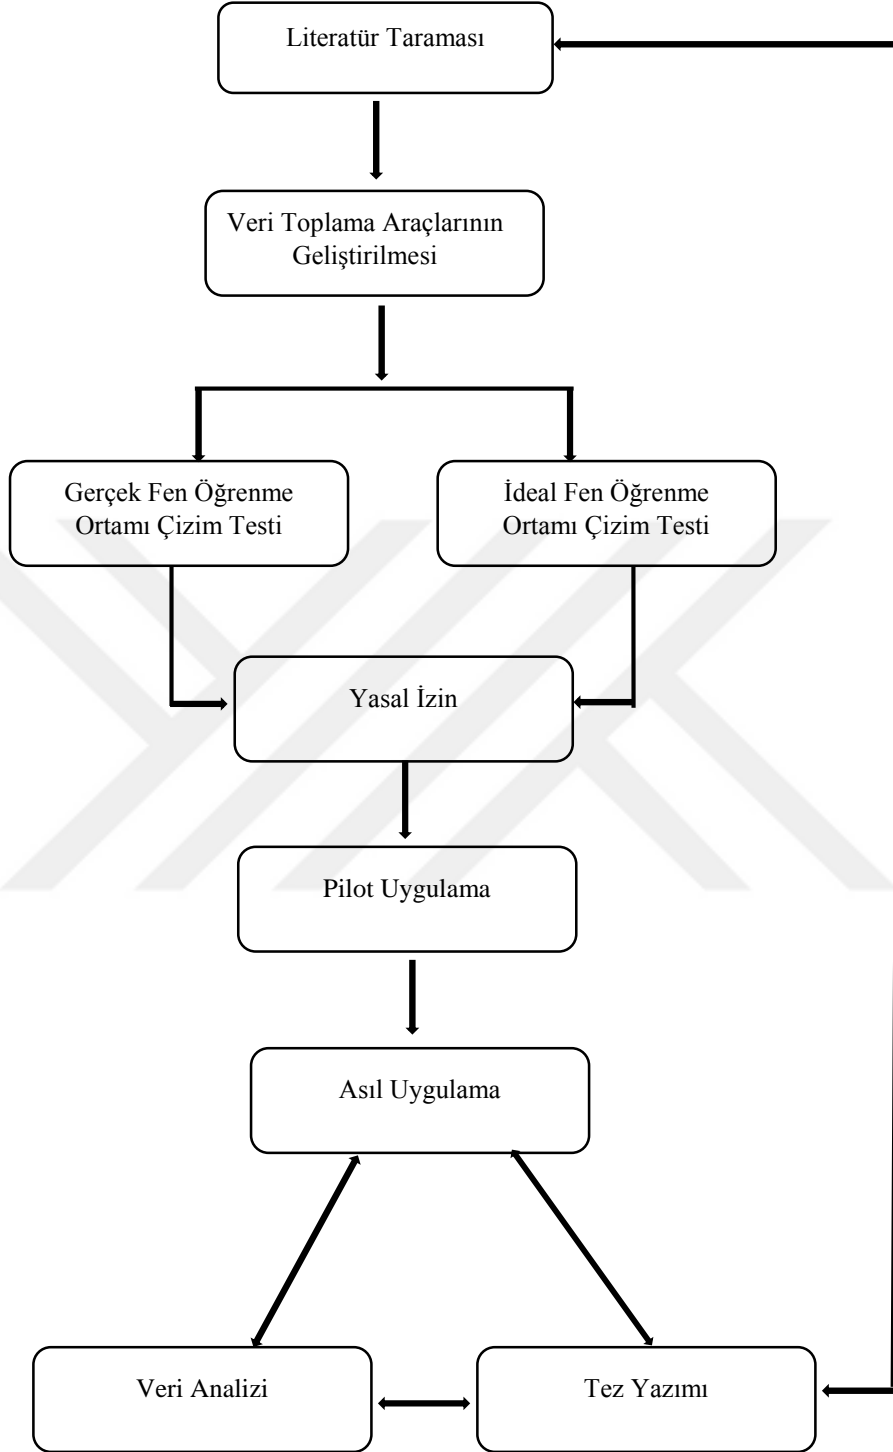 Literatür Taraması
Veri Toplama Araçlarının
Geliştirilmesi
Gerçek Fen Öğrenme
Ortamı Çizim Testi
İdeal Fen Öğrenme
Ortamı Çizim Testi
Yasal İzin
Pilot Uygulama
Asıl Uygulama
Veri Analizi
Tez Yazımı